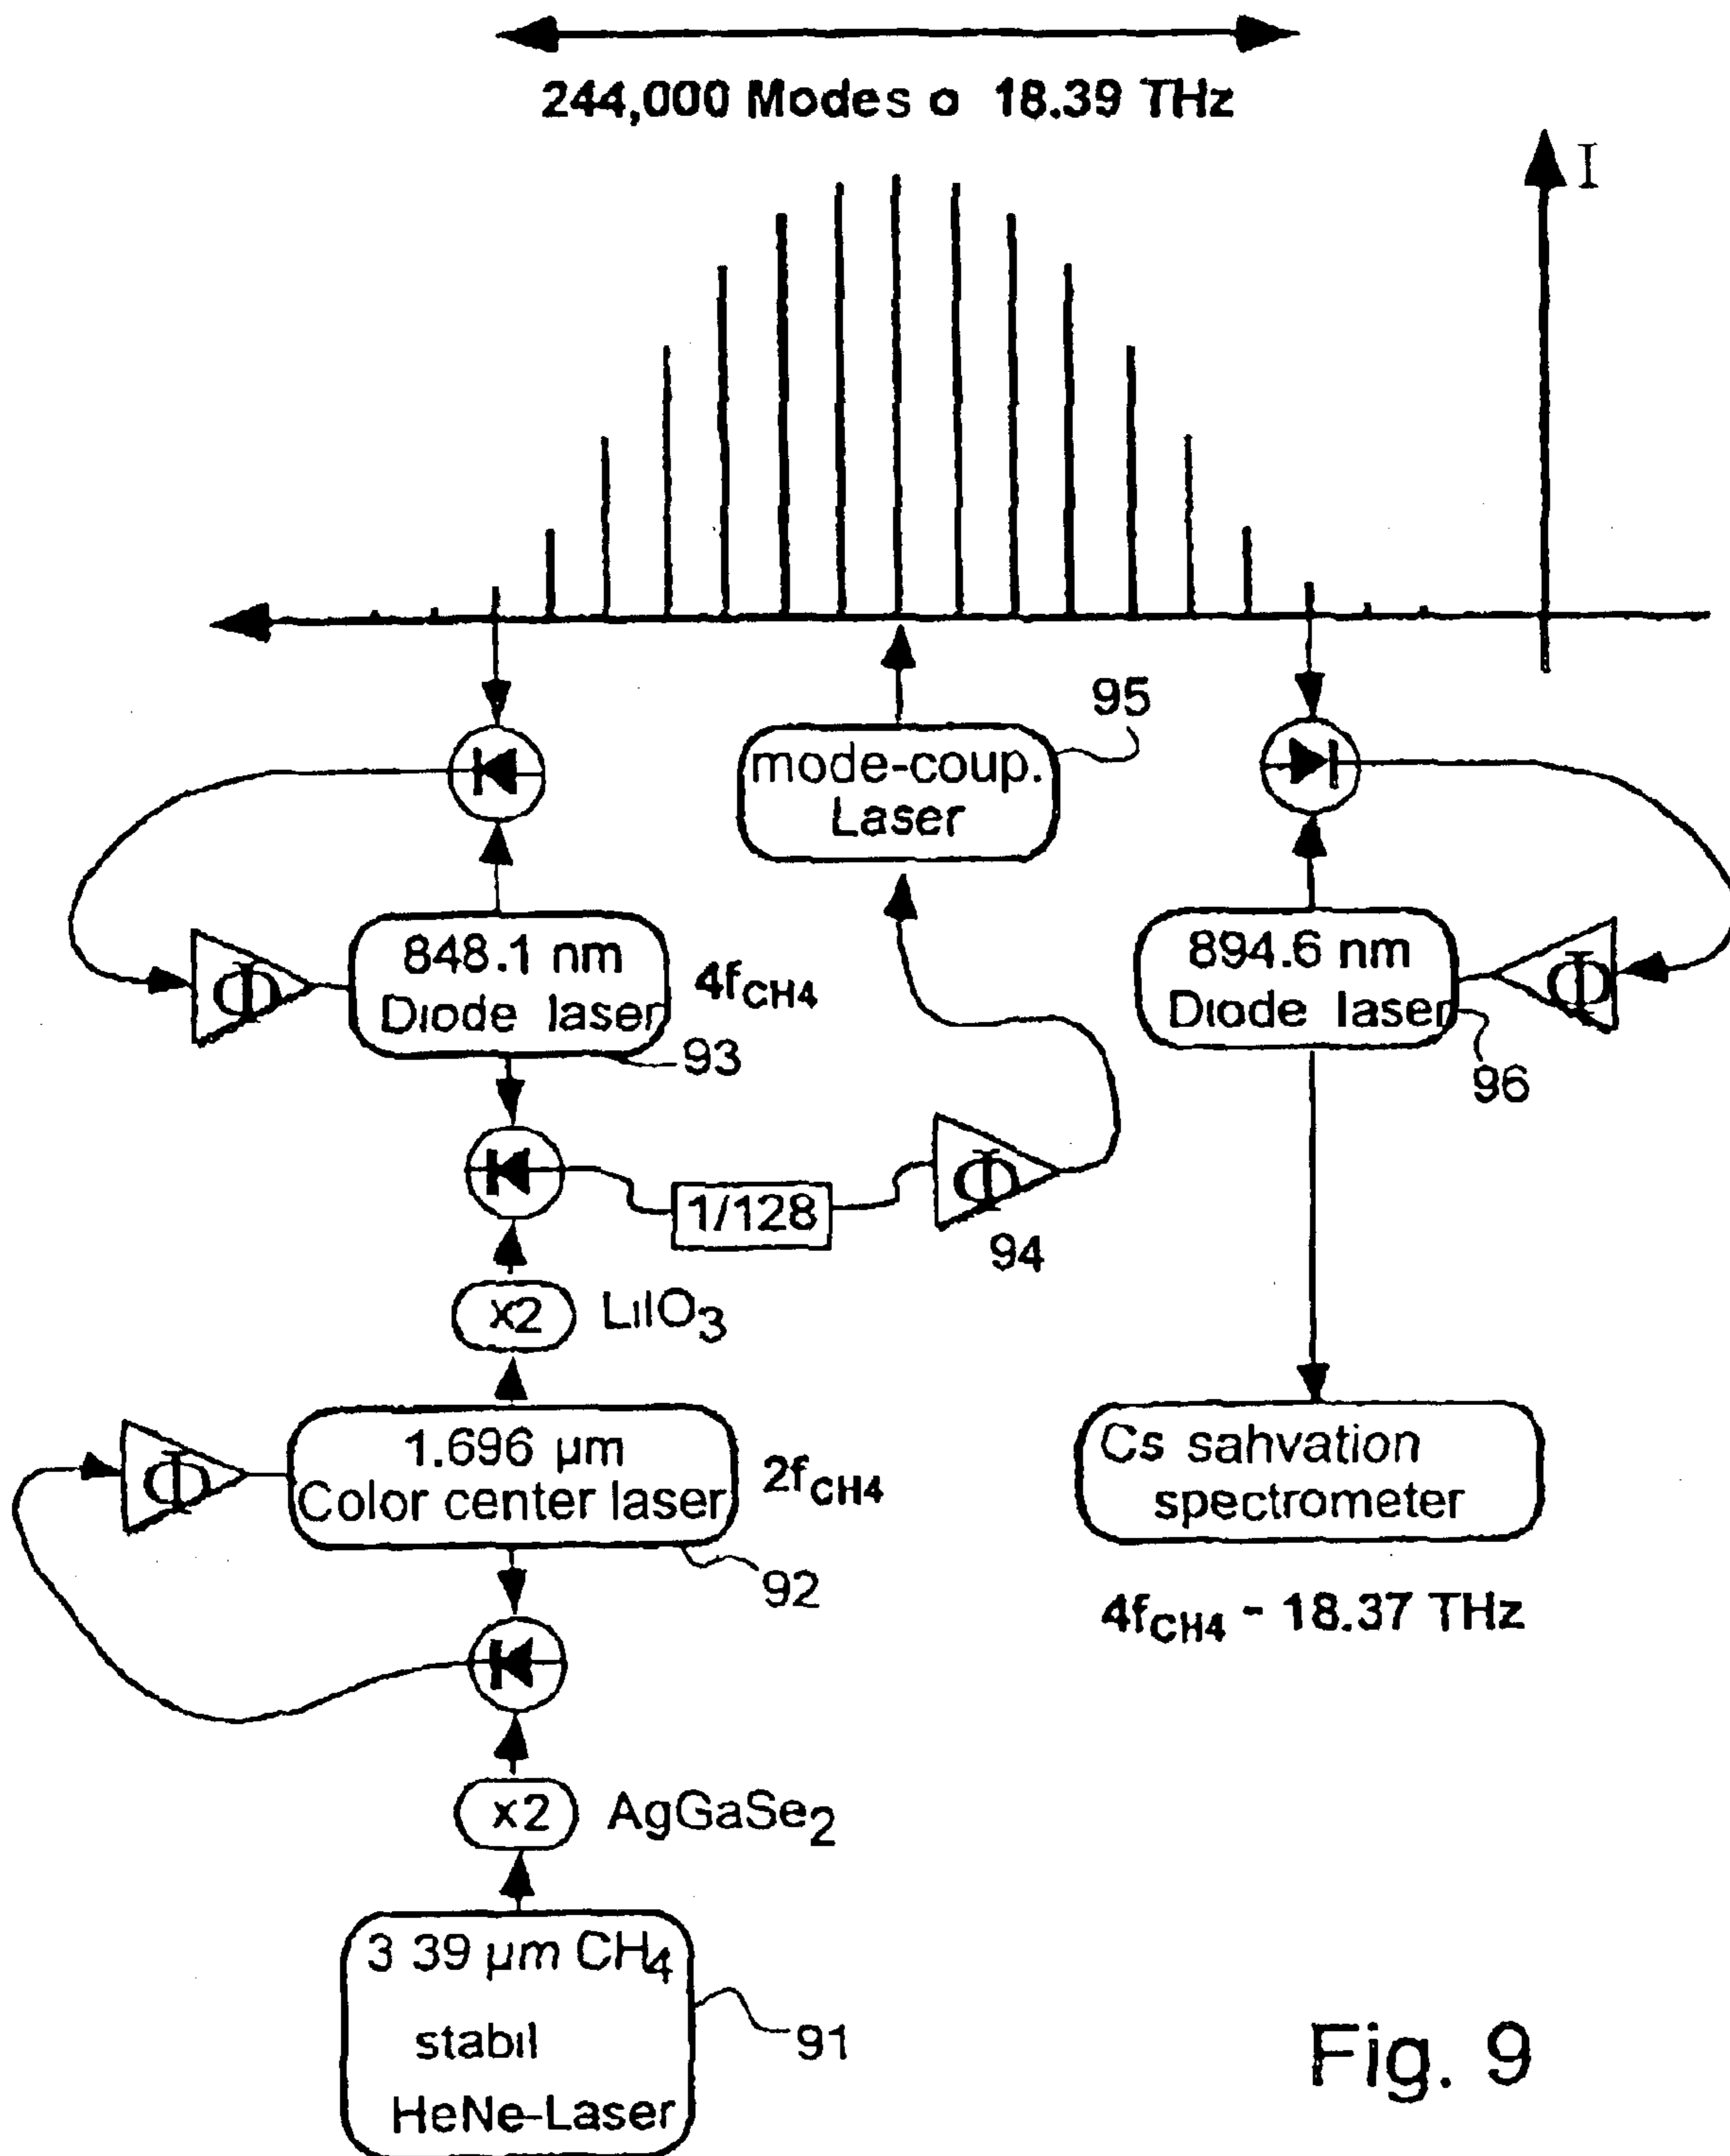 244,000 Modes o 18.39 THz
I
95
mode-coup.
Laser
848.1 nm
Diode laser
4fCH4
93
894.6 nm
Diode laser
96
Φ
Φ
1/128
Φ
94
x2
LiIO3
Φ
1.696 µm
Color center laser
2fCH4
92
Cs sahvation
spectrometer
4fCH4 - 18.37 THz
x2
AgGaSe2
3 39 µm CH4
stabil
HeNe-Laser
91
Fig. 9